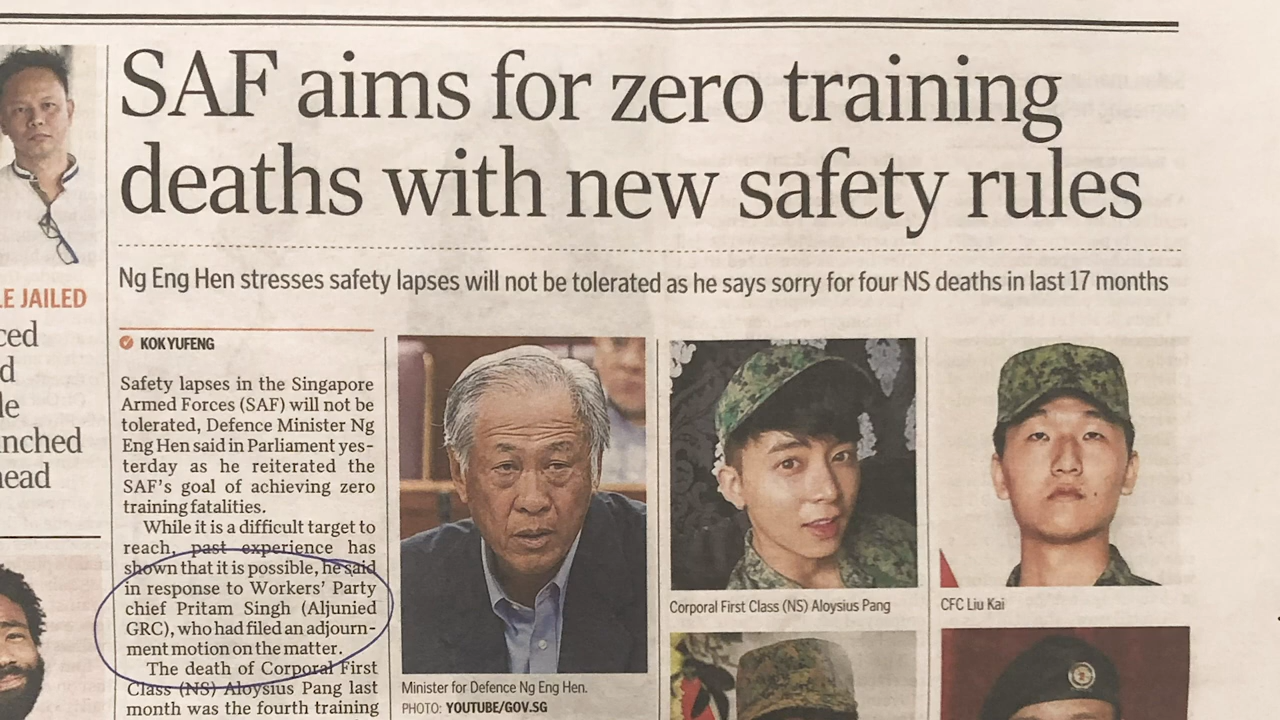 SAF aims for zero training
deaths with new safety rules
Ng Eng Hen stresses safety lapses will not be tolerated as he says sorry for four NS deaths in last 17 months
LE JAILED
ced
d
le
nched
head
KOK YUFENG
Safety lapses in the Singapore
Armed Forces (SAF) will not be
tolerated, Defence Minister Ng
Eng Hen said in Parliament yes-
terday as he reiterated the
SAF's goal of achieving zero
training fatalities.
While it is a difficult target to
reach, past experience has
shown that it is possible, he said
in response to Workers' Party
chief Pritam Singh (Aljunied
GRC), who had filed an adjourn-
ment motion on the matter.
The death of Corporal First
Class (NS) Aloysius Pang last
month was the fourth training
Minister for Defence Ng Eng Hen.
PHOTO: YOUTUBE/GOV.SG
Corporal First Class (NS) Aloysius Pang
CFC Liu Kai